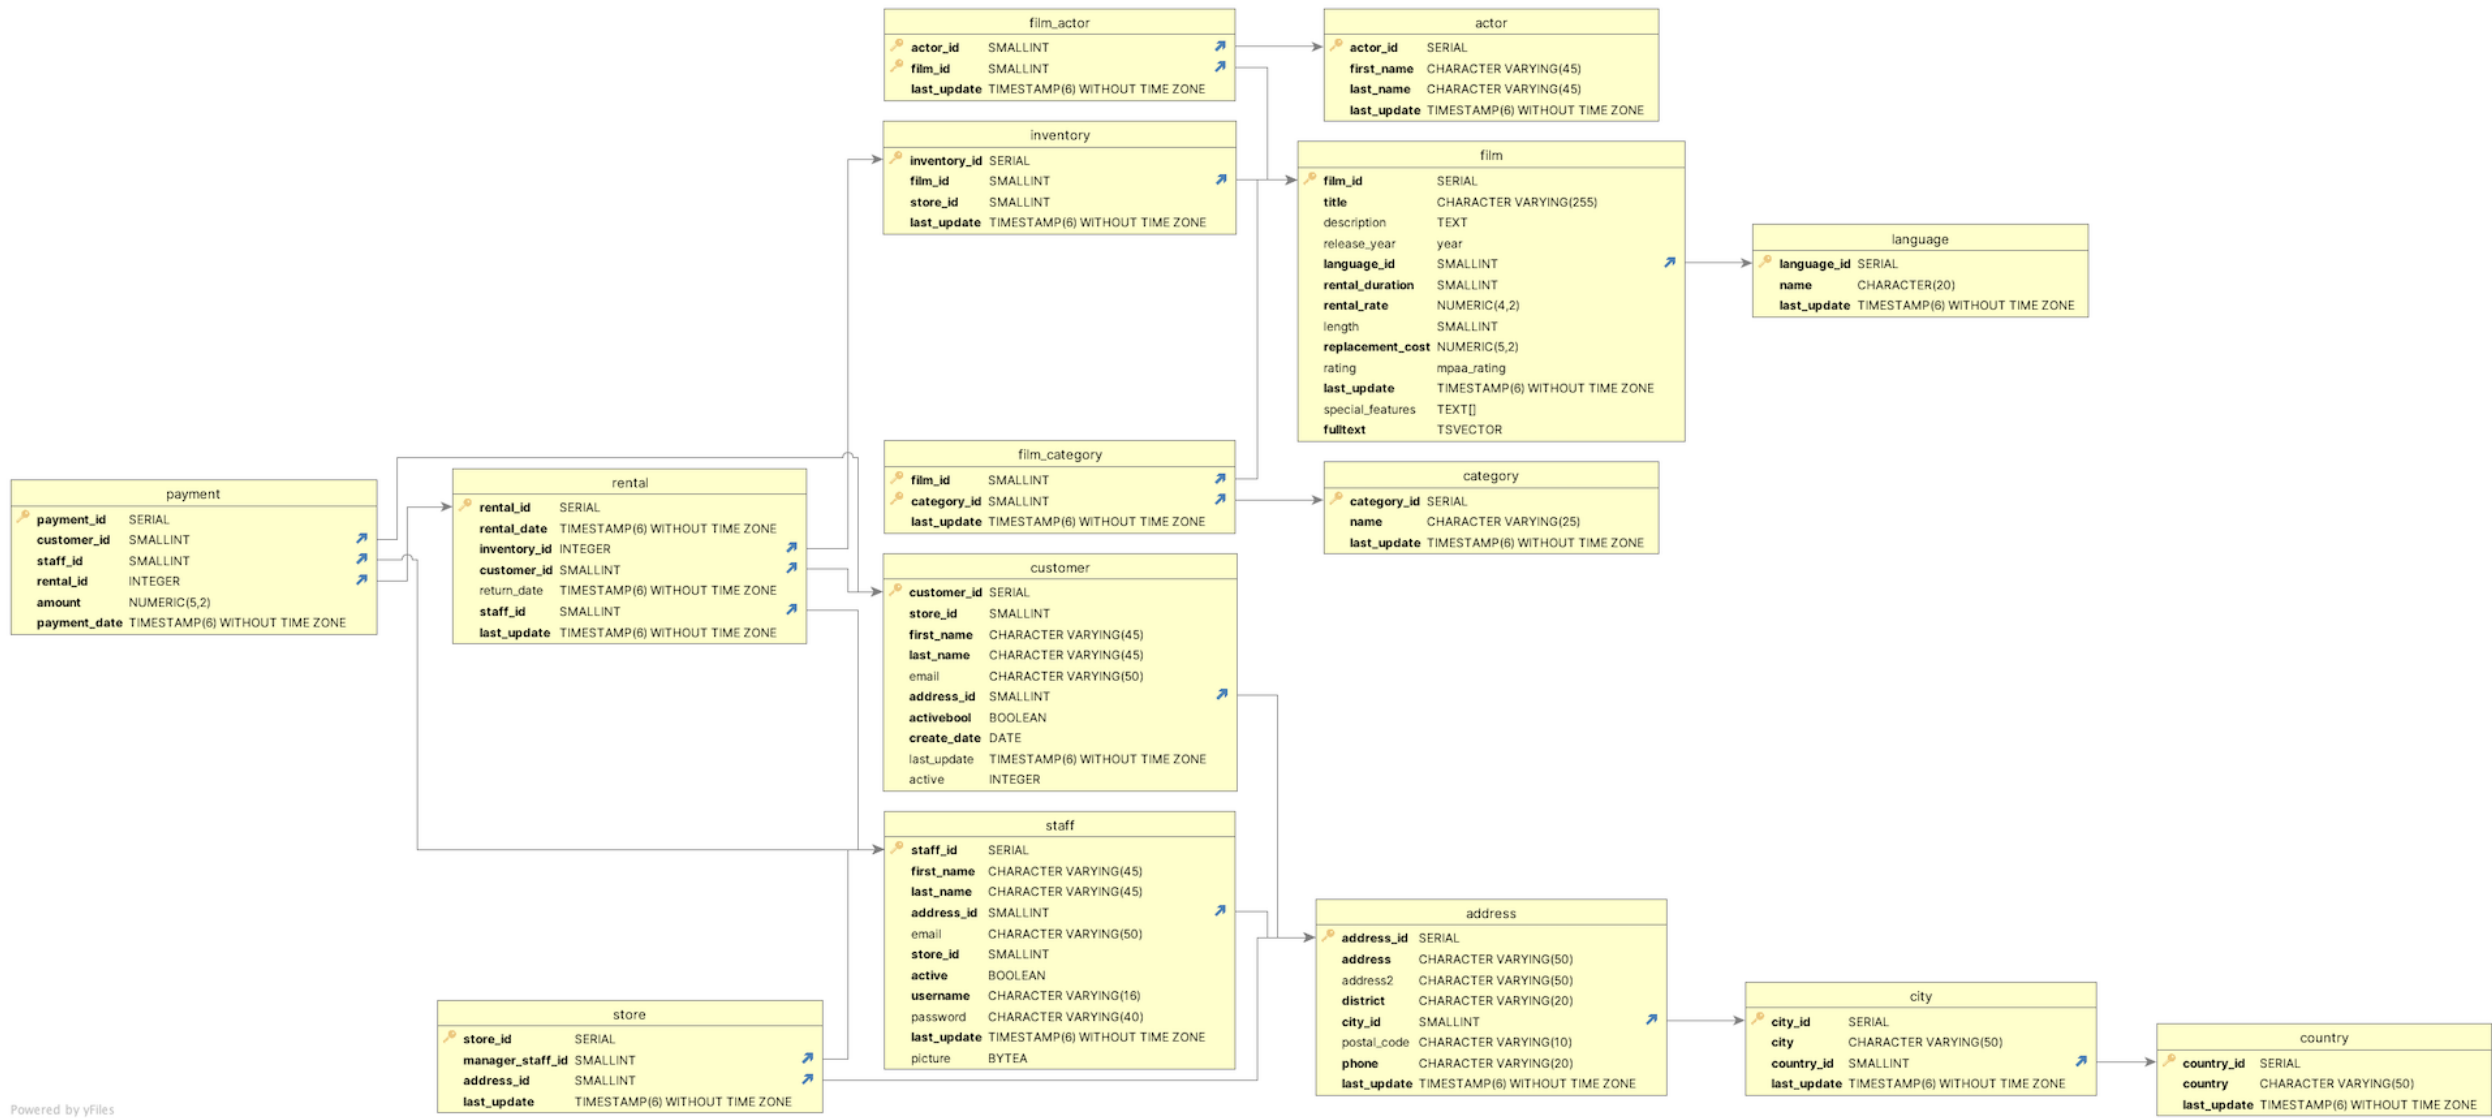 film_actor
actor_id SMALLINT
film_id SMALLINT
last_update TIMESTAMP(6) WITHOUT TIME ZONE
actor
actor_id SERIAL
first_name CHARACTER VARYING(45)
last_name CHARACTER VARYING(45)
last_update TIMESTAMP(6) WITHOUT TIME ZONE
inventory
inventory_id SERIAL
film_id SMALLINT
store_id SMALLINT
last_update TIMESTAMP(6) WITHOUT TIME ZONE
film
film_id SERIAL
title CHARACTER VARYING(255)
description TEXT
release_year year
language_id SMALLINT
rental_duration SMALLINT
rental_rate NUMERIC(4,2)
length SMALLINT
replacement_cost NUMERIC(5,2)
rating mpaa_rating
last_update TIMESTAMP(6) WITHOUT TIME ZONE
special_features TEXT[]
fulltext TSVECTOR
language
language_id SERIAL
name CHARACTER(20)
last_update TIMESTAMP(6) WITHOUT TIME ZONE
film_category
film_id SMALLINT
category_id SMALLINT
last_update TIMESTAMP(6) WITHOUT TIME ZONE
category
category_id SERIAL
name CHARACTER VARYING(25)
last_update TIMESTAMP(6) WITHOUT TIME ZONE
payment
payment_id SERIAL
customer_id SMALLINT
staff_id SMALLINT
rental_id INTEGER
amount NUMERIC(5,2)
payment_date TIMESTAMP(6) WITHOUT TIME ZONE
rental
rental_id SERIAL
rental_date TIMESTAMP(6) WITHOUT TIME ZONE
inventory_id INTEGER
customer_id SMALLINT
return_date TIMESTAMP(6) WITHOUT TIME ZONE
staff_id SMALLINT
last_update TIMESTAMP(6) WITHOUT TIME ZONE
customer
customer_id SERIAL
store_id SMALLINT
first_name CHARACTER VARYING(45)
last_name CHARACTER VARYING(45)
email CHARACTER VARYING(50)
address_id SMALLINT
activebool BOOLEAN
create_date DATE
last_update TIMESTAMP(6) WITHOUT TIME ZONE
active INTEGER
staff
staff_id SERIAL
first_name CHARACTER VARYING(45)
last_name CHARACTER VARYING(45)
address_id SMALLINT
email CHARACTER VARYING(50)
store_id SMALLINT
active BOOLEAN
username CHARACTER VARYING(16)
password CHARACTER VARYING(40)
last_update TIMESTAMP(6) WITHOUT TIME ZONE
picture BYTEA
address
address_id SERIAL
address CHARACTER VARYING(50)
address2 CHARACTER VARYING(50)
district CHARACTER VARYING(20)
city_id SMALLINT
postal_code CHARACTER VARYING(10)
phone CHARACTER VARYING(20)
last_update TIMESTAMP(6) WITHOUT TIME ZONE
city
city_id SERIAL
city CHARACTER VARYING(50)
country_id SMALLINT
last_update TIMESTAMP(6) WITHOUT TIME ZONE
country
country_id SERIAL
country CHARACTER VARYING(50)
last_update TIMESTAMP(6) WITHOUT TIME ZONE
store
store_id SERIAL
manager_staff_id SMALLINT
address_id SMALLINT
last_update TIMESTAMP(6) WITHOUT TIME ZONE
Powered by yFiles